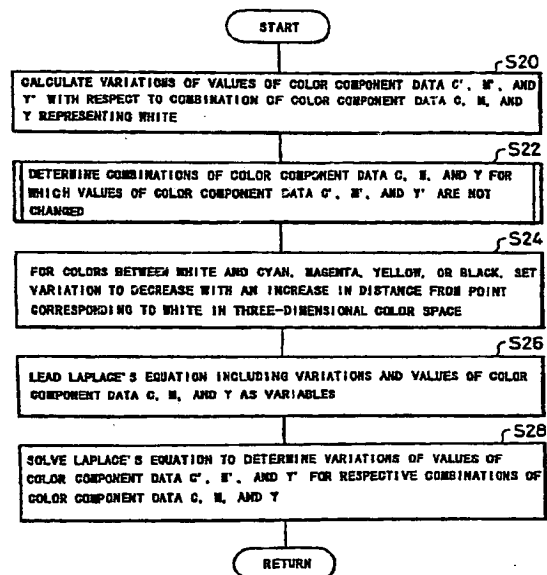 START
S20
CALCULATE VARIATIONS OF VALUES OF COLOR COMPONENT DATA C', M', AND
Y' WITH RESPECT TO COMBINATION OF COLOR COMPONENT DATA C, M, AND
Y REPRESENTING WHITE
S22
DETERMINE COMBINATIONS OF COLOR COMPONENT DATA C, M, AND Y FOR
WHICH VALUES OF COLOR COMPONENT DATA C', M', AND Y' ARE NOT
CHANGED
S24
FOR COLORS BETWEEN WHITE AND CYAN, MAGENTA, YELLOW, OR BLACK, SET
VARIATION TO DECREASE WITH AN INCREASE IN DISTANCE FROM POINT
CORRESPONDING TO WHITE IN THREE-DIMENSIONAL COLOR SPACE
S26
LEAD LAPLACE'S EQUATION INCLUDING VARIATIONS AND VALUES OF COLOR
COMPONENT DATA C, M, AND Y AS VARIABLES
S28
SOLVE LAPLACE'S EQUATION TO DETERMINE VARIATIONS OF VALUES OF
COLOR COMPONENT DATA C', M', AND Y' FOR RESPECTIVE COMBINATIONS OF
COLOR COMPONENT DATA C, M, AND Y
RETURN